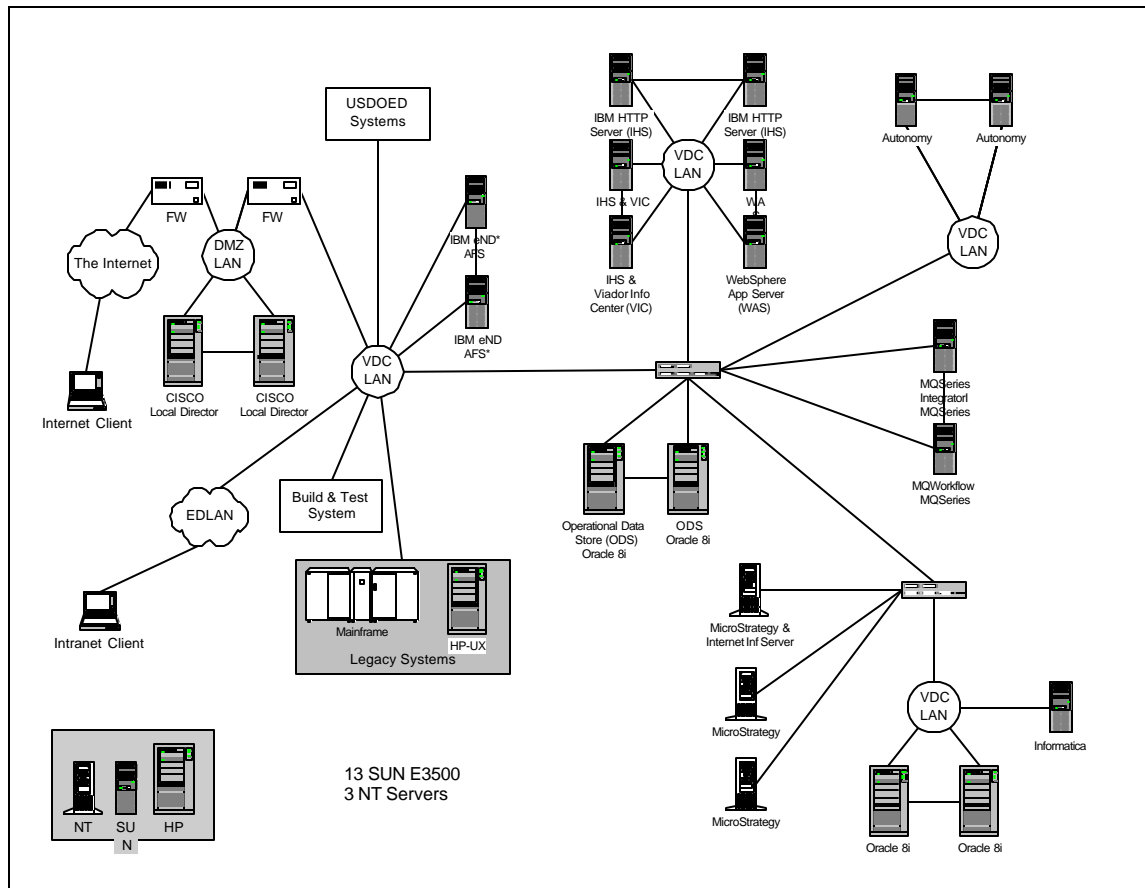 USDOED
Systems
FW
FW
The Internet
DMZ
LAN
CISCO
Local Director
CISCO
Local Director
Internet Client
IBM eND*
AFS
IBM eND
AFS*
VDC
LAN
EDLAN
Intranet Client
Build & Test
System
Mainframe
HP-UX
Legacy Systems
IBM HTTP
Server (IHS)
IBM HTTP
Server (IHS)
VDC
LAN
IHS & VIC
WA
S
IHS &
Viador Info
Center (VIC)
WebSphere
App Server
(WAS)
Autonomy
Autonomy
VDC
LAN
MQSeries
IntegratorI
MQSeries
MQWorkflow
MQSeries
Operational Data
Store (ODS)
Oracle 8i
ODS
Oracle 8i
MicroStrategy &
Internet Inf Server
MicroStrategy
MicroStrategy
VDC
LAN
Informatica
Oracle 8i
Oracle 8i
NT
SU
N
HP
13 SUN E3500
3 NT Servers